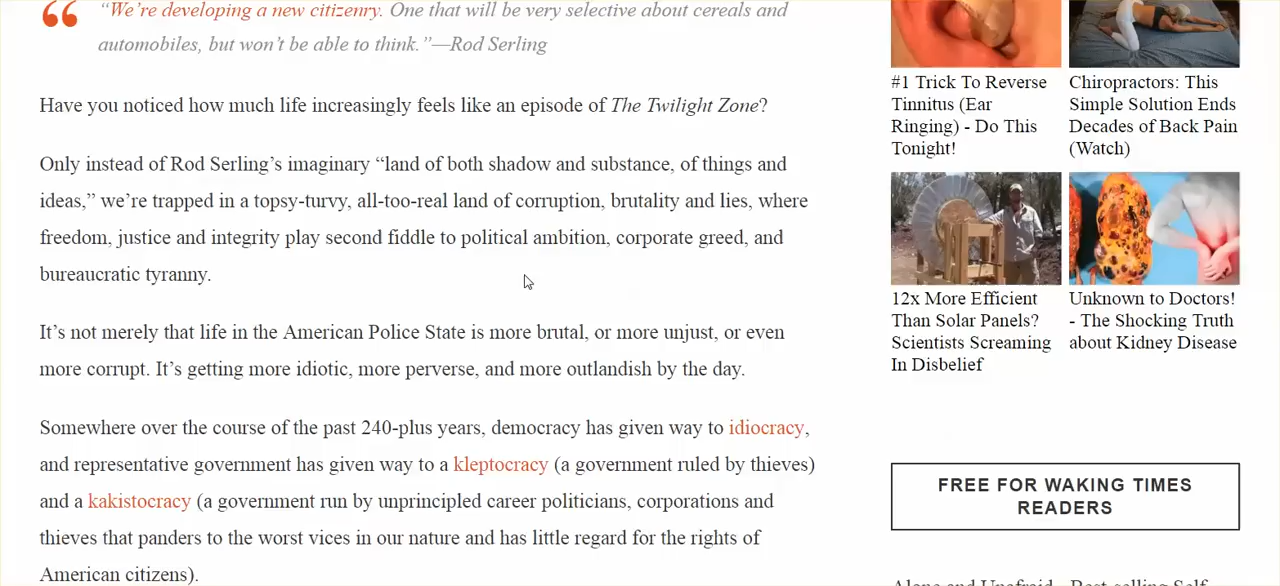 “We’re developing a new citizenry. One that will be very selective about cereals and
automobiles, but won’t be able to think.”—Rod Serling
Have you noticed how much life increasingly feels like an episode of The Twilight Zone?
Only instead of Rod Serling’s imaginary “land of both shadow and substance, of things and
ideas,” we’re trapped in a topsy-turvy, all-too-real land of corruption, brutality and lies, where
freedom, justice and integrity play second fiddle to political ambition, corporate greed, and
bureaucratic tyranny.
It’s not merely that life in the American Police State is more brutal, or more unjust, or even
more corrupt. It’s getting more idiotic, more perverse, and more outlandish by the day.
Somewhere over the course of the past 240-plus years, democracy has given way to idiocracy,
and representative government has given way to a kleptocracy (a government ruled by thieves)
and a kakistocracy (a government run by unprincipled career politicians, corporations and
thieves that panders to the worst vices in our nature and has little regard for the rights of
American citizens).
#1 Trick To Reverse
Tinnitus (Ear
Ringing) - Do This
Tonight!
Chiropractors: This
Simple Solution Ends
Decades of Back Pain
(Watch)
12x More Efficient
Than Solar Panels?
Scientists Screaming
In Disbelief
Unknown to Doctors!
- The Shocking Truth
about Kidney Disease
FREE FOR WAKING TIMES
READERS
Alone and Unafraid - Best-selling Self-